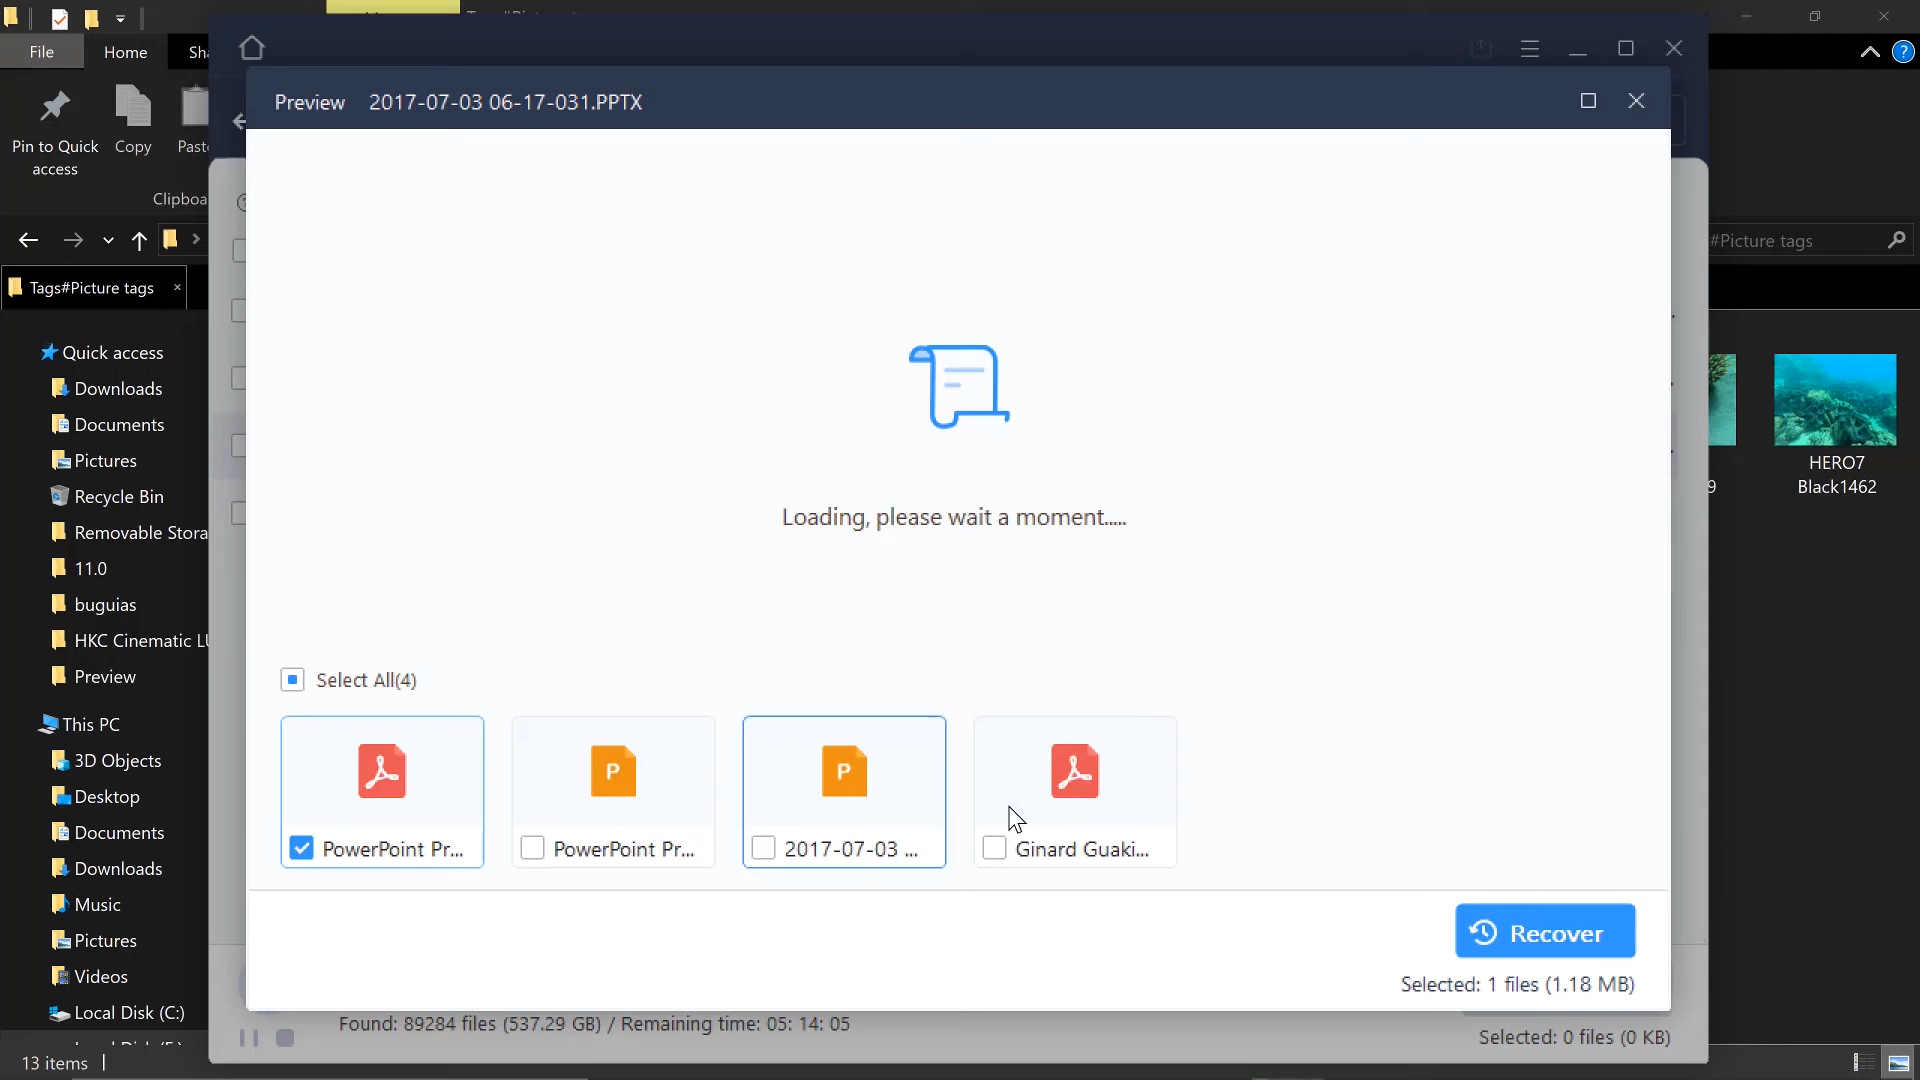 File
Home
Pin to Quick
access
Copy
Preview 2017-07-03 06-17-031.PPTX
#Picture tags
Tags#Picture tags
Loading, please wait a moment.....
Quick access
Downloads
Documents
Pictures
Recycle Bin
Removable Stora
11.0
buguias
HKC Cinematic LU
Preview
This PC
3D Objects
Desktop
Documents
Downloads
Music
Pictures
Videos
Local Disk (C:)
13 items
HERO7
Black1462
9
Select All(4)
PowerPoint Pr...
PowerPoint Pr...
2017-07-03 ...
Ginard Guaki...
P
P
Recover
Selected: 1 files (1.18 MB)
Found: 89284 files (537.29 GB) / Remaining time: 05: 14: 05
Selected: 0 files (0 KB)